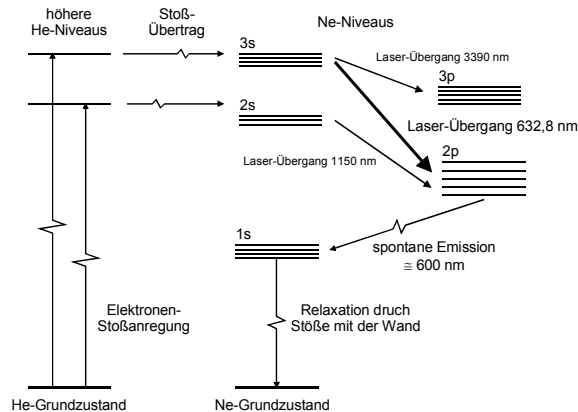 höhere
He-Niveaus
Stoß-
Übertrag
Ne-Niveaus
3s
Laser-Übergang 3390 nm
3p
2s
Laser-Übergang 632,8 nm
Laser-Übergang 1150 nm
2p
1s
spontane Emission
≅ 600 nm
Elektronen-
Stoßanregung
Relaxation druch
Stöße mit der Wand
He-Grundzustand
Ne-Grundzustand